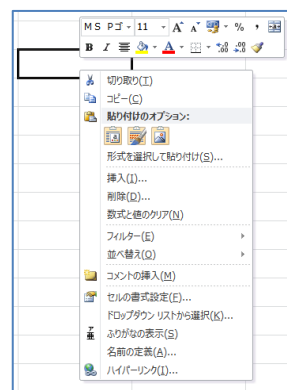 MS Pゴ 11 A A % ,
B I A
切り取り(T)
コピー(C)
貼り付けのオプション:
形式を選択して貼り付け(S)...
挿入(I)...
削除(D)...
数式と値のクリア(N)
フィルター(E)
並べ替え(O)
コメントの挿入(M)
セルの書式設定(F)...
ドロップダウン リストから選択(K)...
ふりがなの表示(S)
名前の定義(A)...
ハイパーリンク(I)...